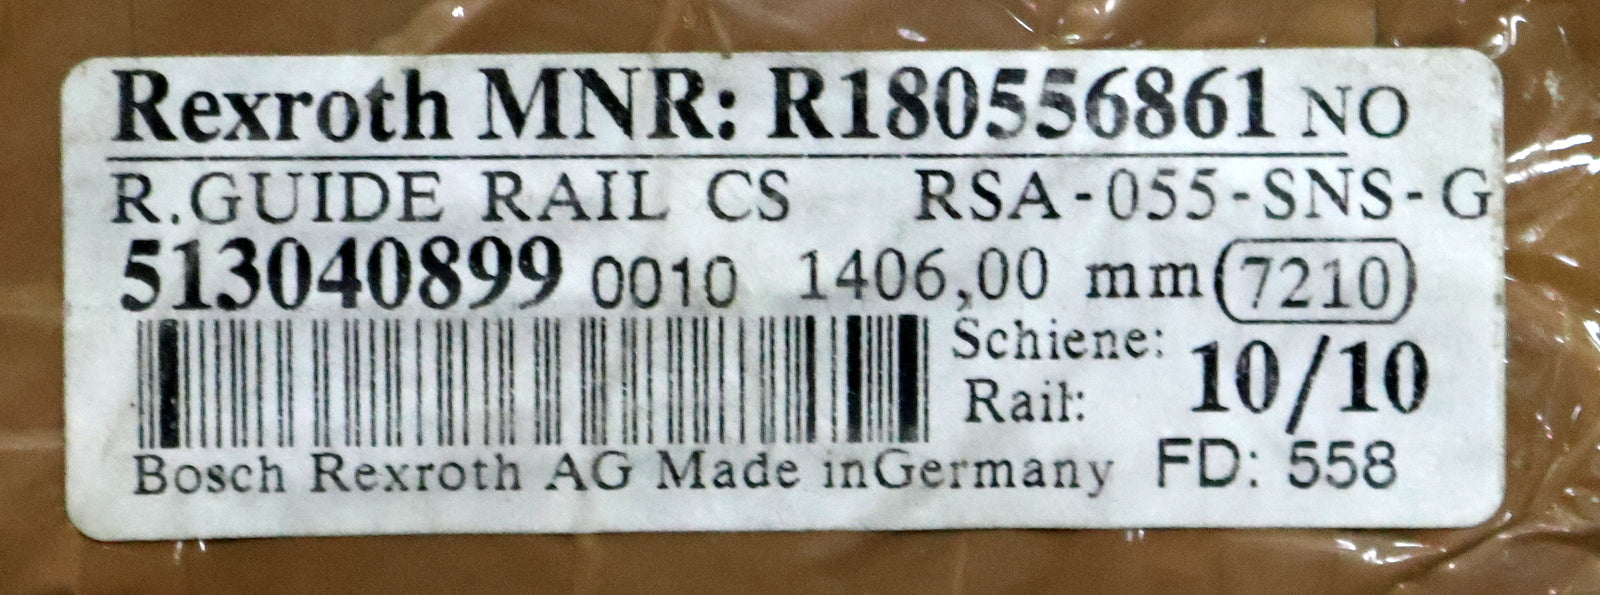 Rexroth MNR: R180556861 NO
R.GUIDE RAIL CS RSA-055-SNS-G
513040899 0010 1406,00 mm 7210
Schiene:
Rail: 10/10
Bosch Rexroth AG Made inGermany FD: 558